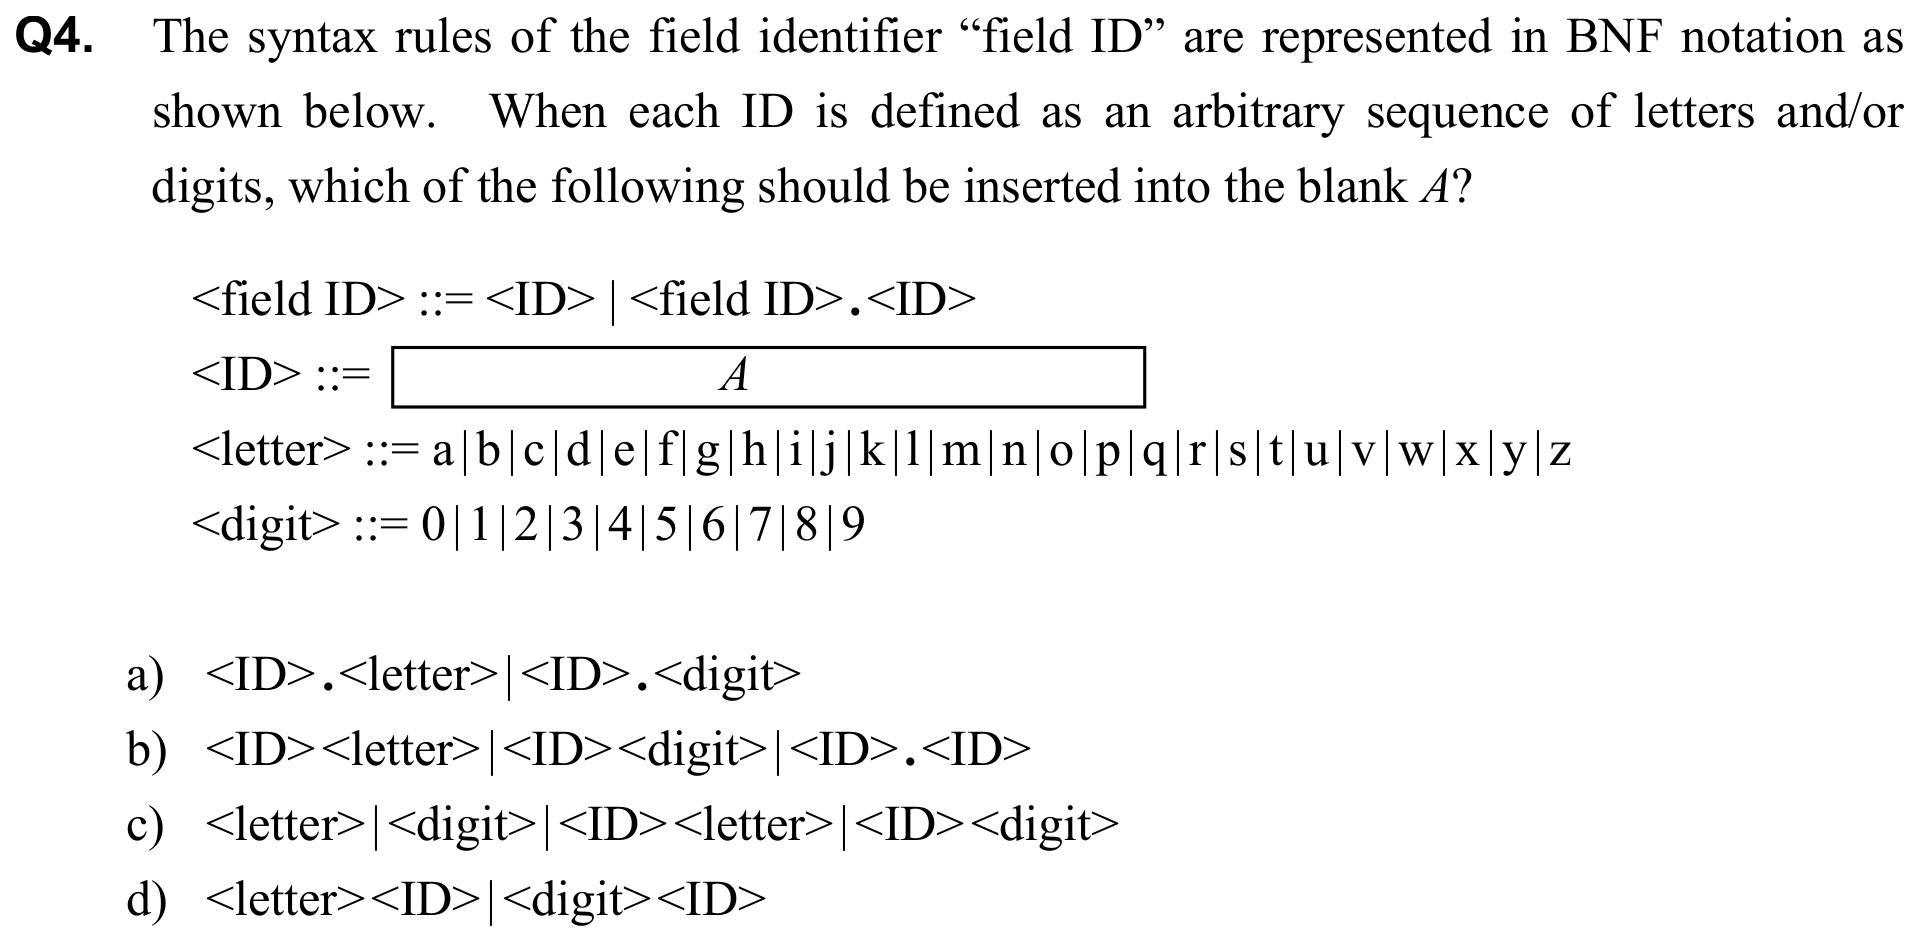 Q4. The syntax rules of the field identifier “field ID” are represented in BNF notation as
shown below. When each ID is defined as an arbitrary sequence of letters and/or
digits, which of the following should be inserted into the blank A?
<field ID> ::= <ID> | <field ID>.<ID>
<ID> ::= A
<letter> ::= a|b|c|d|e|f|g|h|i|j|k|l|m|n|o|p|q|r|s|t|u|v|w|x|y|z
<digit> ::= 0|1|2|3|4|5|6|7|8|9
a) <ID>.<letter>|<ID>.<digit>
b) <ID><letter>|<ID><digit>|<ID>.<ID>
c) <letter>|<digit>|<ID><letter>|<ID><digit>
d) <letter><ID>|<digit><ID>